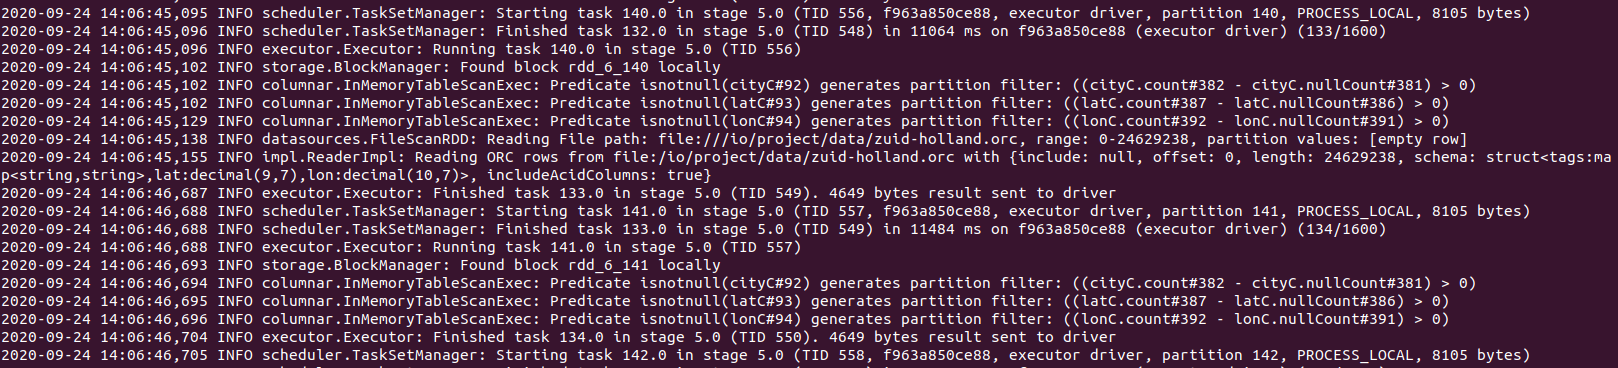 2020-09-24 14:06:45,095 INFO scheduler.TaskSetManager: Starting task 140.0 in stage 5.0 (TID 556, f963a850ce88, executor driver, partition 140, PROCESS_LOCAL, 8105 bytes)
2020-09-24 14:06:45,096 INFO scheduler.TaskSetManager: Finished task 132.0 in stage 5.0 (TID 548) in 11064 ms on f963a850ce88 (executor driver) (133/1600)
2020-09-24 14:06:45,096 INFO executor.Executor: Running task 140.0 in stage 5.0 (TID 556)
2020-09-24 14:06:45,102 INFO storage.BlockManager: Found block rdd_6_140 locally
2020-09-24 14:06:45,102 INFO columnar.InMemoryTableScanExec: Predicate isnotnull(cityC#92) generates partition filter: ((cityC.count#382 - cityC.nullCount#381) > 0)
2020-09-24 14:06:45,102 INFO columnar.InMemoryTableScanExec: Predicate isnotnull(latC#93) generates partition filter: ((latC.count#387 - latC.nullCount#386) > 0)
2020-09-24 14:06:45,129 INFO columnar.InMemoryTableScanExec: Predicate isnotnull(lonC#94) generates partition filter: ((lonC.count#392 - lonC.nullCount#391) > 0)
2020-09-24 14:06:45,138 INFO datasources.FileScanRDD: Reading File path: file:///io/project/data/zuid-holland.orc, range: 0-24629238, partition values: [empty row]
2020-09-24 14:06:45,155 INFO impl.ReaderImpl: Reading ORC rows from file:/io/project/data/zuid-holland.orc with {include: null, offset: 0, length: 24629238, schema: struct<tags:ma
p<string,string>,lat:decimal(9,7),lon:decimal(10,7)>, includeAcidColumns: true}
2020-09-24 14:06:46,687 INFO executor.Executor: Finished task 133.0 in stage 5.0 (TID 549). 4649 bytes result sent to driver
2020-09-24 14:06:46,688 INFO scheduler.TaskSetManager: Starting task 141.0 in stage 5.0 (TID 557, f963a850ce88, executor driver, partition 141, PROCESS_LOCAL, 8105 bytes)
2020-09-24 14:06:46,688 INFO scheduler.TaskSetManager: Finished task 133.0 in stage 5.0 (TID 549) in 11484 ms on f963a850ce88 (executor driver) (134/1600)
2020-09-24 14:06:46,688 INFO executor.Executor: Running task 141.0 in stage 5.0 (TID 557)
2020-09-24 14:06:46,693 INFO storage.BlockManager: Found block rdd_6_141 locally
2020-09-24 14:06:46,694 INFO columnar.InMemoryTableScanExec: Predicate isnotnull(cityC#92) generates partition filter: ((cityC.count#382 - cityC.nullCount#381) > 0)
2020-09-24 14:06:46,695 INFO columnar.InMemoryTableScanExec: Predicate isnotnull(latC#93) generates partition filter: ((latC.count#387 - latC.nullCount#386) > 0)
2020-09-24 14:06:46,696 INFO columnar.InMemoryTableScanExec: Predicate isnotnull(lonC#94) generates partition filter: ((lonC.count#392 - lonC.nullCount#391) > 0)
2020-09-24 14:06:46,704 INFO executor.Executor: Finished task 134.0 in stage 5.0 (TID 550). 4649 bytes result sent to driver
2020-09-24 14:06:46,705 INFO scheduler.TaskSetManager: Starting task 142.0 in stage 5.0 (TID 558, f963a850ce88, executor driver, partition 142, PROCESS_LOCAL, 8105 bytes)